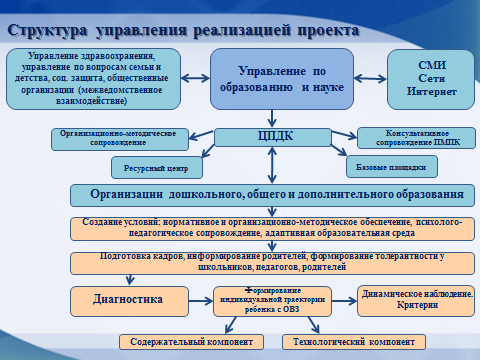 Структура управления реализацией проекта
Управление здравоохранения,
управление по вопросам семьи и
детства, соц. защита, общественные
организации (межведомственное
взаимодействие)
Управление по
образованию и науке
СМИ
Сети
Интернет
Организационно-методическое
сопровождение
ЦПДК
Консультативное
сопровождение ПМПК
Ресурсный центр
Базовые площадки
Организации дошкольного, общего и дополнительного образования
Создание условий: нормативное и организационно-методическое обеспечение, психолого-
педагогическое сопровождение, адаптивная образовательная среда
Подготовка кадров, информирование родителей, формирование толерантности у
школьников, педагогов, родителей
Диагностика
Формирование
индивидуальной траектории
ребенка с ОВЗ
Динамическое наблюдение.
Критерии
Содержательный компонент
Технологический компонент